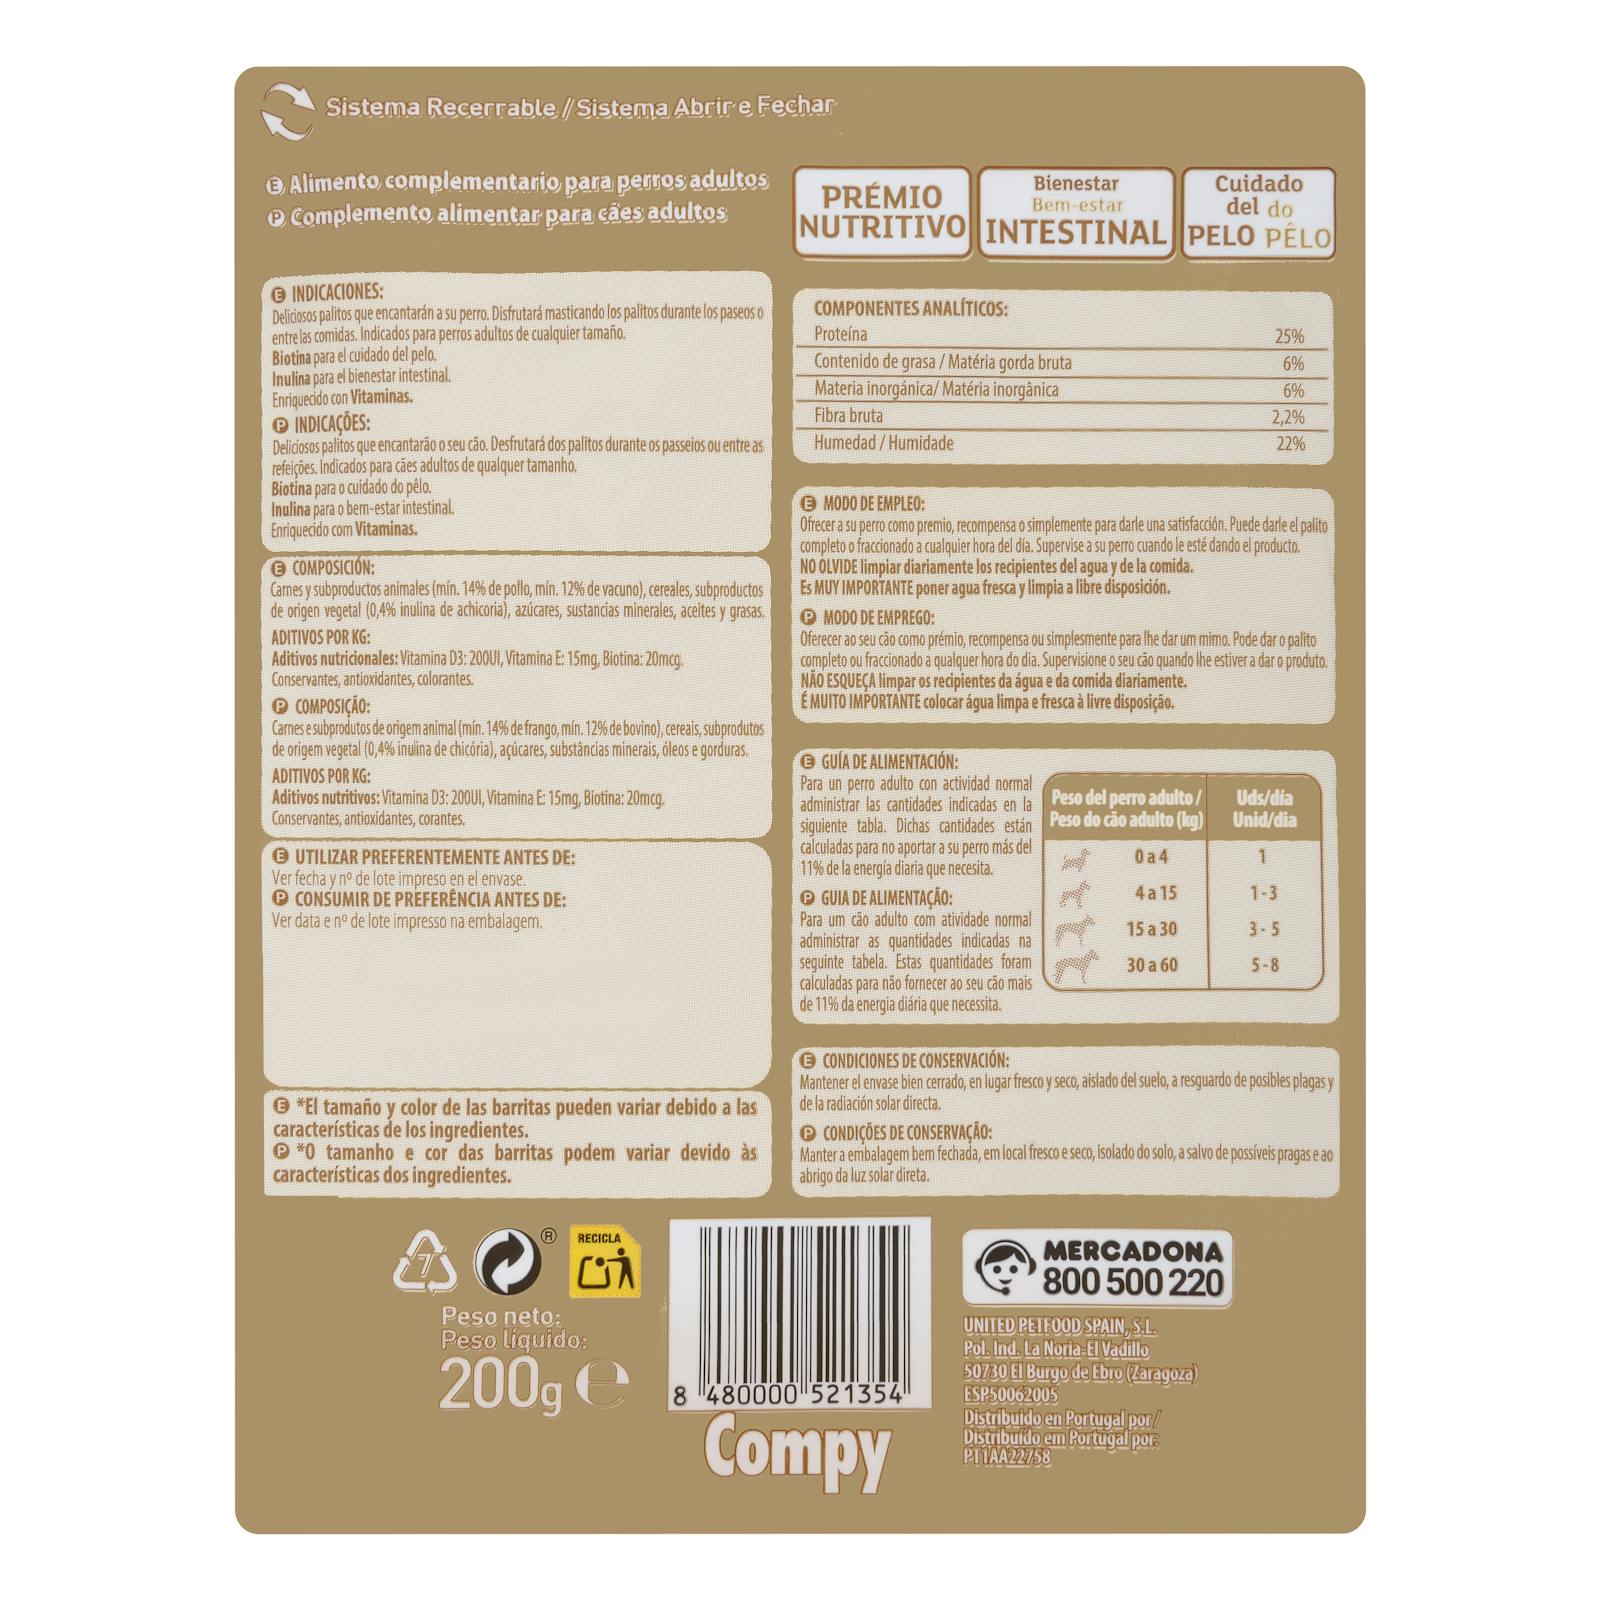 Sistema Recerrable / Sistema Abrir e Fechar
E Alimento complementario para perros adultos
P Complemento alimentar para cães adultos
PRÉMIO
NUTRITIVO
Bienestar
Bem-estar
INTESTINAL
Cuidado
del do
PELO PÊLO
E INDICACIONES:
Deliciosos palitos que encantarán a su perro. Disfrutará masticando los palitos durante los paseos o
entre las comidas. Indicados para perros adultos de cualquier tamaño.
Biotina para el cuidado del pelo.
Inulina para el bienestar intestinal.
Enriquecido con Vitaminas.
P INDICAÇÕES:
Deliciosos palitos que encantarão o seu cão. Desfrutará dos palitos durante os passeios ou entre as
refeições. Indicados para cães adultos de qualquer tamanho.
Biotina para o cuidado do pêlo.
Inulina para o bem-estar intestinal.
Enriquecido com Vitaminas.
E COMPOSICIÓN:
Carnes y subproductos animales (mín. 14% de pollo, mín. 12% de vacuno), cereales, subproductos
de origen vegetal (0,4% inulina de achicoria), azúcares, sustancias minerales, aceites y grasas.
ADITIVOS POR KG:
Aditivos nutricionales: Vitamina D3: 200UI, Vitamina E: 15mg, Biotina: 20mcg.
Conservantes, antioxidantes, colorantes.
P COMPOSIÇÃO:
Carnes e subprodutos de origem animal (mín. 14% de frango, mín. 12% de bovino), cereais, subprodutos
de origem vegetal (0,4% inulina de chicória), açúcares, substâncias minerais, óleos e gorduras.
ADITIVOS POR KG:
Aditivos nutritivos: Vitamina D3: 200UI, Vitamina E: 15mg, Biotina: 20mcg.
Conservantes, antioxidantes, corantes.
E UTILIZAR PREFERENTEMENTE ANTES DE:
Ver fecha y nº de lote impreso en el envase.
P CONSUMIR DE PREFERÊNCIA ANTES DE:
Ver data e nº de lote impresso na embalagem.
E *El tamaño y color de las barritas pueden variar debido a las
características de los ingredientes.
P *O tamanho e cor das barritas podem variar devido às
características dos ingredientes.
COMPONENTES ANALÍTICOS:
Proteína 25%
Contenido de grasa / Matéria gorda bruta 6%
Materia inorgánica/ Matéria inorgânica 6%
Fibra bruta 2,2%
Humedad / Humidade 22%
E MODO DE EMPLEO:
Ofrecer a su perro como premio, recompensa o simplemente para darle una satisfacción. Puede darle el palito
completo o fraccionado a cualquier hora del día. Supervise a su perro cuando le esté dando el producto.
NO OLVIDE limpiar diariamente los recipientes del agua y de la comida.
Es MUY IMPORTANTE poner agua fresca y limpia a libre disposición.
P MODO DE EMPREGO:
Oferecer ao seu cão como prémio, recompensa ou simplesmente para lhe dar um mimo. Pode dar o palito
completo ou fraccionado a qualquer hora do dia. Supervisione o seu cão quando lhe estiver a dar o produto.
NÃO ESQUEÇA limpar os recipientes da água e da comida diariamente.
É MUITO IMPORTANTE colocar água limpa e fresca à livre disposição.
E GUÍA DE ALIMENTACIÓN:
Para un perro adulto con actividad normal
administrar las cantidades indicadas en la
siguiente tabla. Dichas cantidades están
calculadas para no aportar a su perro más del
11% de la energía diaria que necesita.
P GUIA DE ALIMENTAÇÃO:
Para um cão adulto com atividade normal
administrar as quantidades indicadas na
seguinte tabela. Estas quantidades foram
calculadas para não fornecer ao seu cão mais
de 11% da energia diária que necessita.
Peso del perro adulto / Uds/día
Peso do cão adulto (kg) Unid/dia
0 a 4 1
4 a 15 1 - 3
15 a 30 3 - 5
30 a 60 5 - 8
E CONDICIONES DE CONSERVACIÓN:
Mantener el envase bien cerrado, en lugar fresco y seco, aislado del suelo, a resguardo de posibles plagas y
de la radiación solar directa.
P CONDIÇÕES DE CONSERVAÇÃO:
Manter a embalagem bem fechada, em local fresco e seco, isolado do solo, a salvo de possíveis pragas e ao
abrigo da luz solar direta.
7
®
RECICLA
Peso neto:
Peso líquido:
200g e
8 480000 521354
Compy
MERCADONA
800 500 220
UNITED PETFOOD SPAIN, S.L.
Pol. Ind. La Noria-El Vadillo
50730 El Burgo de Ebro (Zaragoza)
ESP50062005
Distribuido en Portugal por /
Distribuído em Portugal por:
PT1AA22758